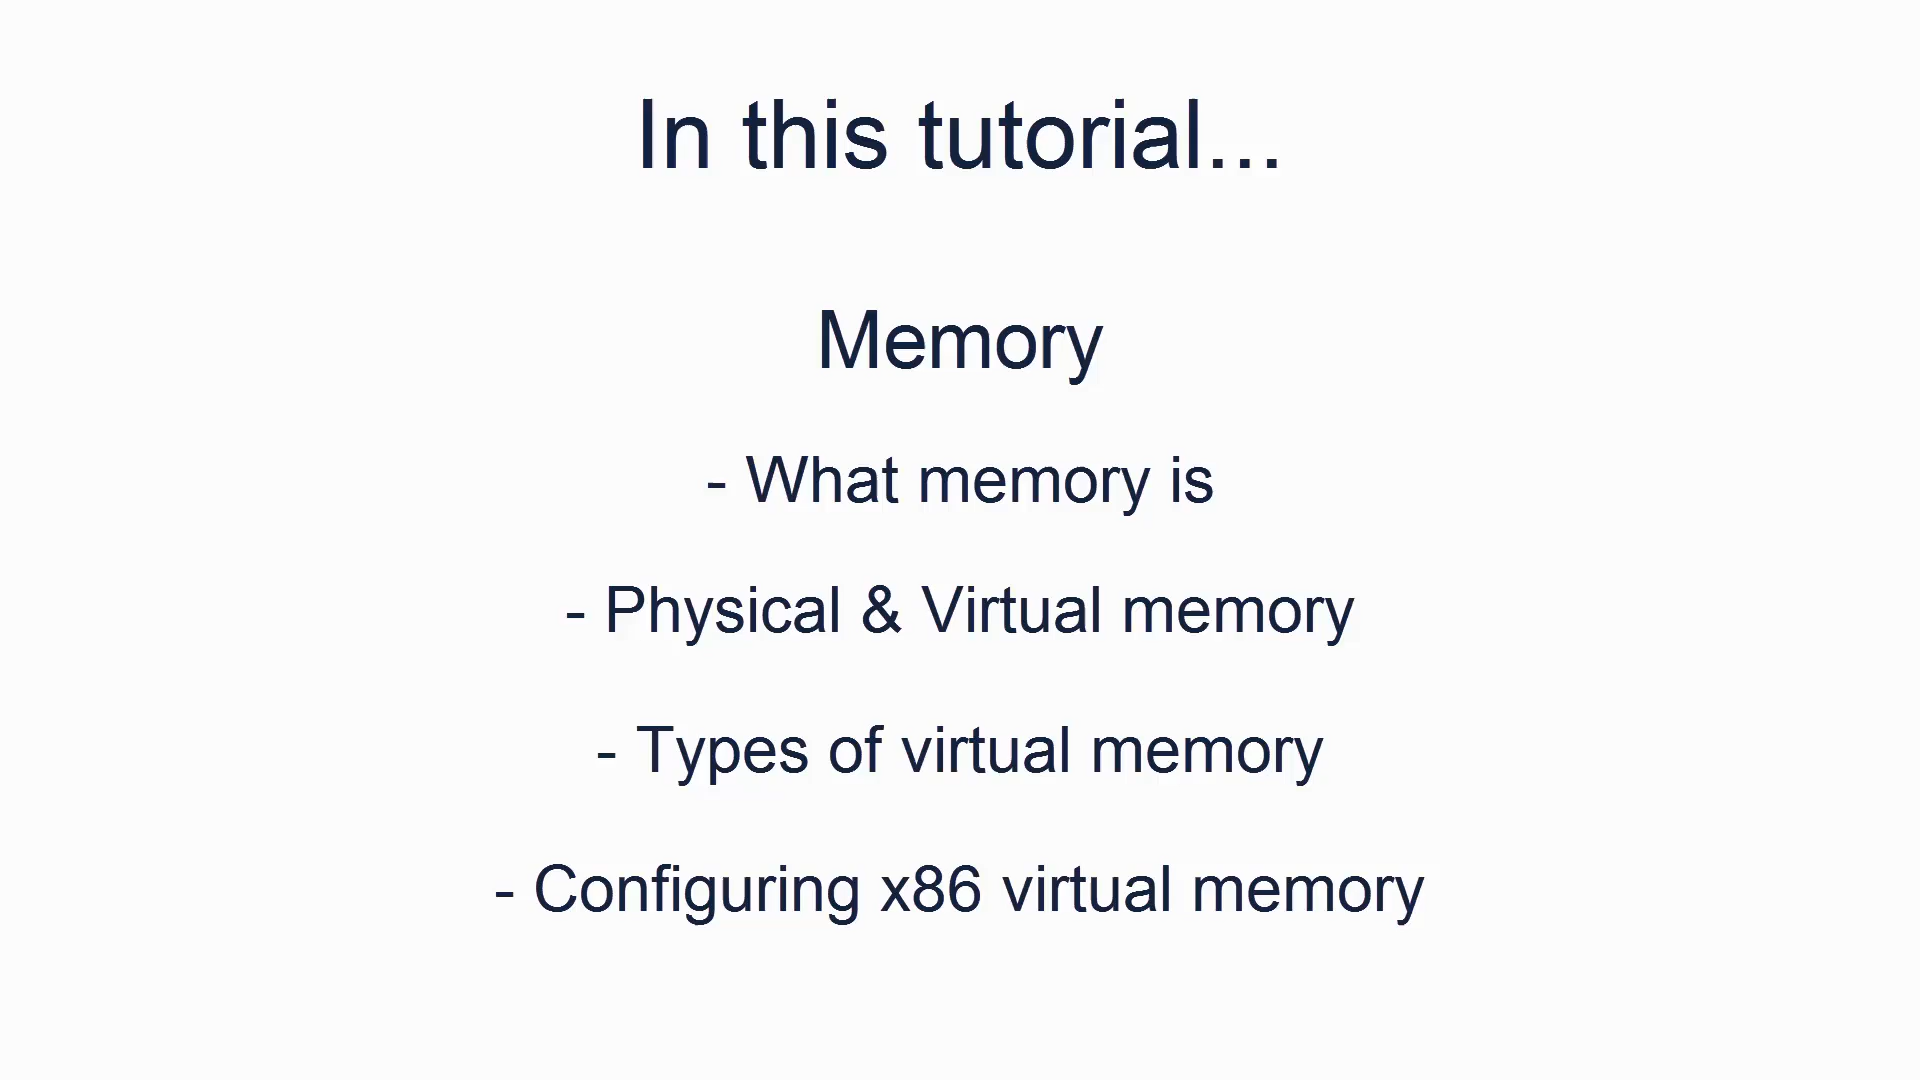 In this tutorial...
Memory
- What memory is
- Physical & Virtual memory
- Types of virtual memory
- Configuring x86 virtual memory